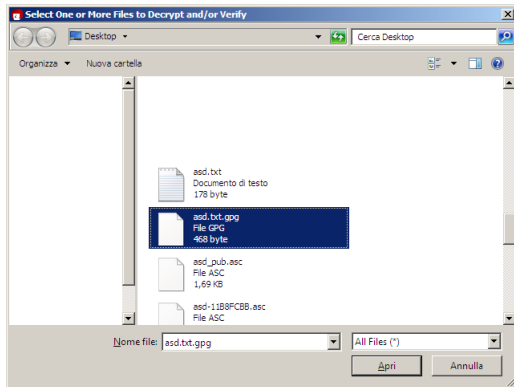 Select One or More Files to Decrypt and/or Verify
Desktop
Cerca Desktop
Organizza
Nuova cartella
asd.txt
Documento di testo
178 byte
asd.txt.gpg
File GPG
468 byte
asd_pub.asc
File ASC
1,69 KB
asd-11B8FCBB.asc
File ASC
Nome file:
asd.txt.gpg
All Files (*)
Apri
Annulla